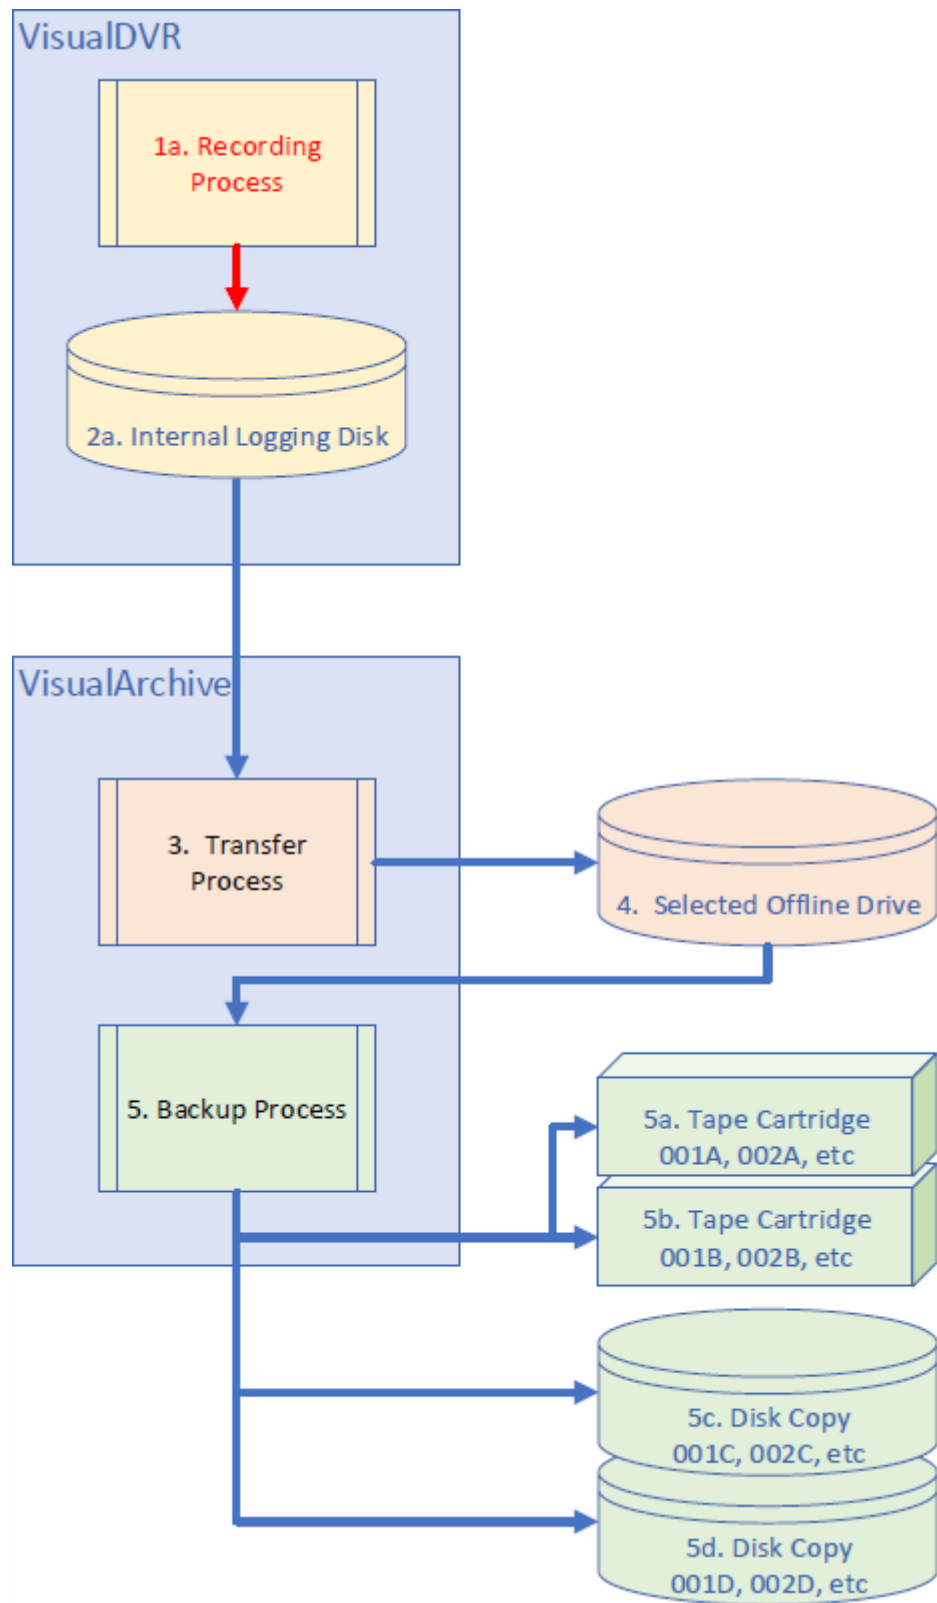 VisualDVR
1a. Recording
Process
2a. Internal Logging Disk
VisualArchive
3. Transfer
Process
4. Selected Offline Drive
5. Backup Process
5a. Tape Cartridge
001A, 002A, etc
5b. Tape Cartridge
001B, 002B, etc
5c. Disk Copy
001C, 002C, etc
5d. Disk Copy
001D, 002D, etc